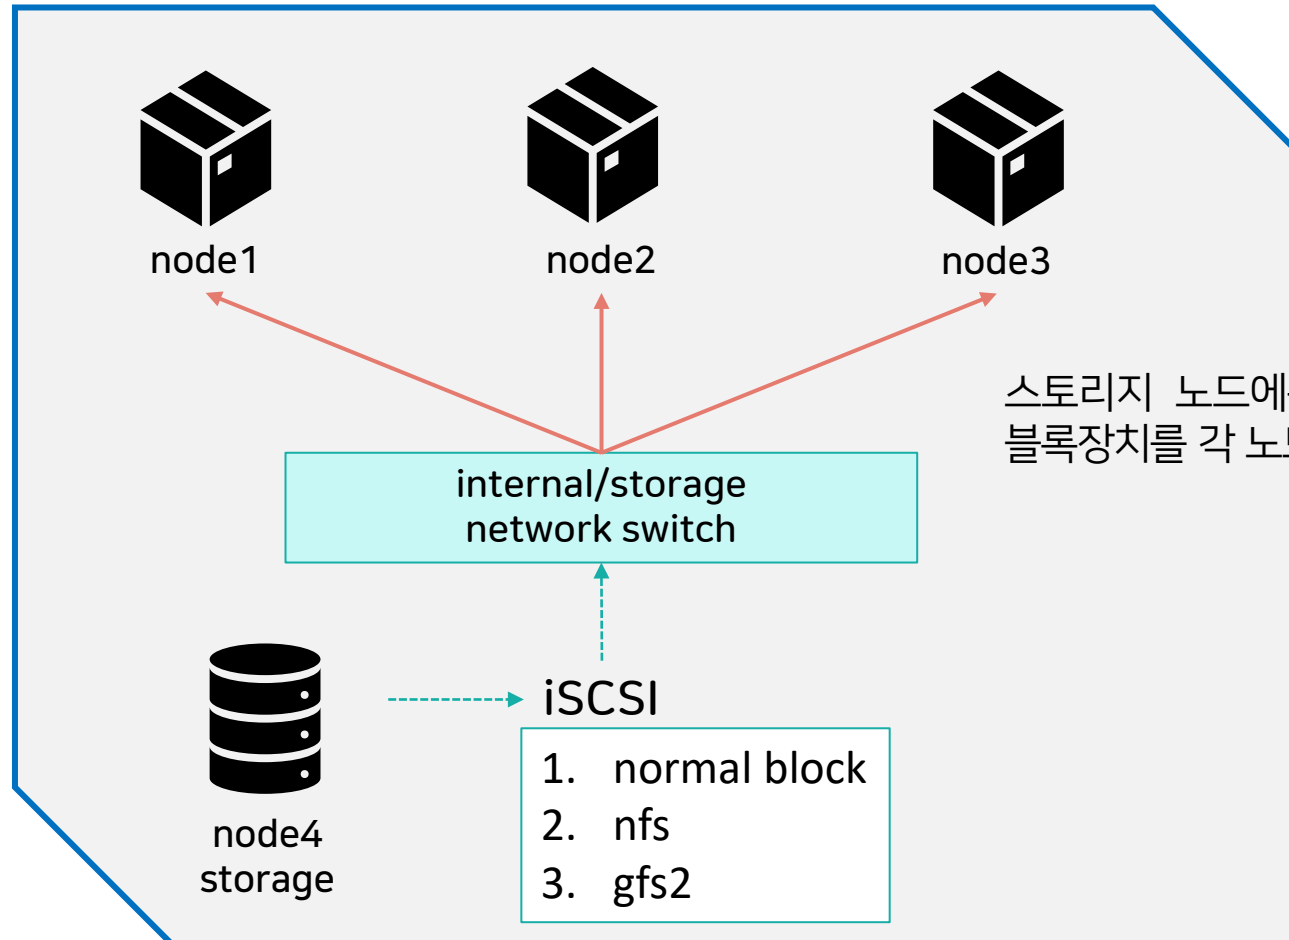 node1
node2
node3
스토리지 노드에
블록장치를 각
internal/storage
network switch
iSCSI
1. normal block
2. nfs
3. gfs2
node4
storage